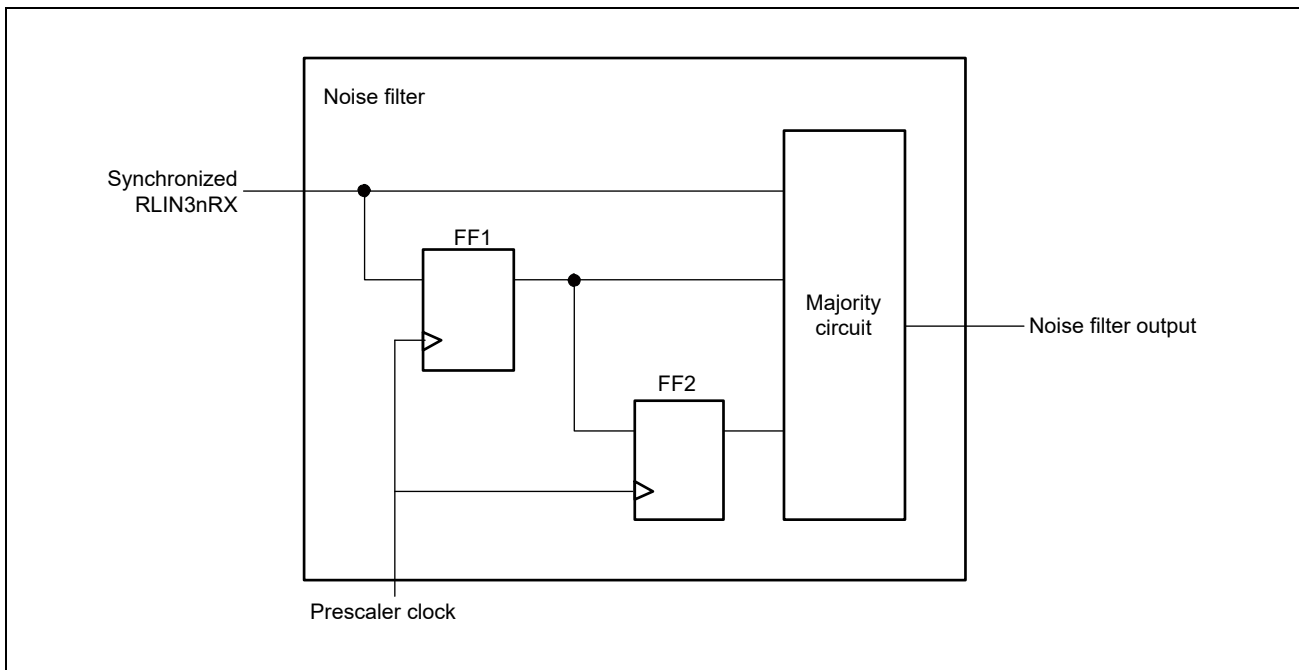 Noise filter
Synchronized
RLIN3nRX
FF1
Majority
circuit
Noise filter output
FF2
Prescaler clock